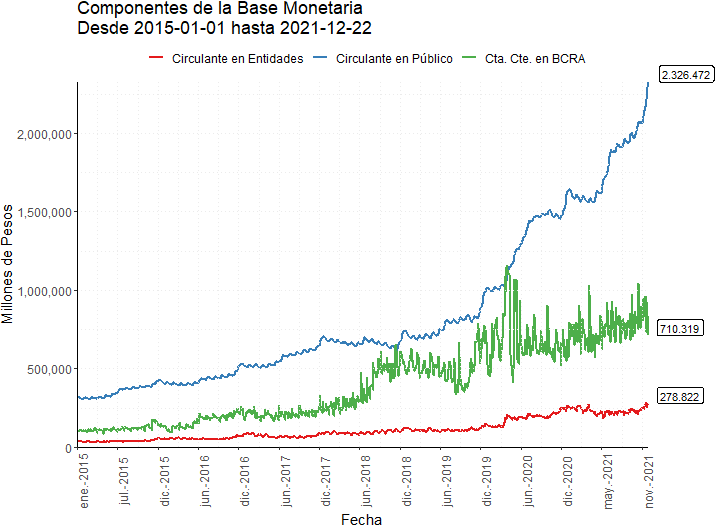 Componentes de la Base Monetaria
Desde 2015-01-01 hasta 2021-12-22
Circulante en Entidades Circulante en Público Cta. Cte. en BCRA
2.326.472
2,000,000
1,500,000
1,000,000
710.319
500,000
278.822
0
Millones de Pesos
ene.-2015 jul.-2015 dic.-2015 jun.-2016 dic.-2016 jun.-2017 dic.-2017 jun.-2018 dic.-2018 jun.-2019 dic.-2019 jun.-2020 dic.-2020 may.-2021 nov.-2021
Fecha